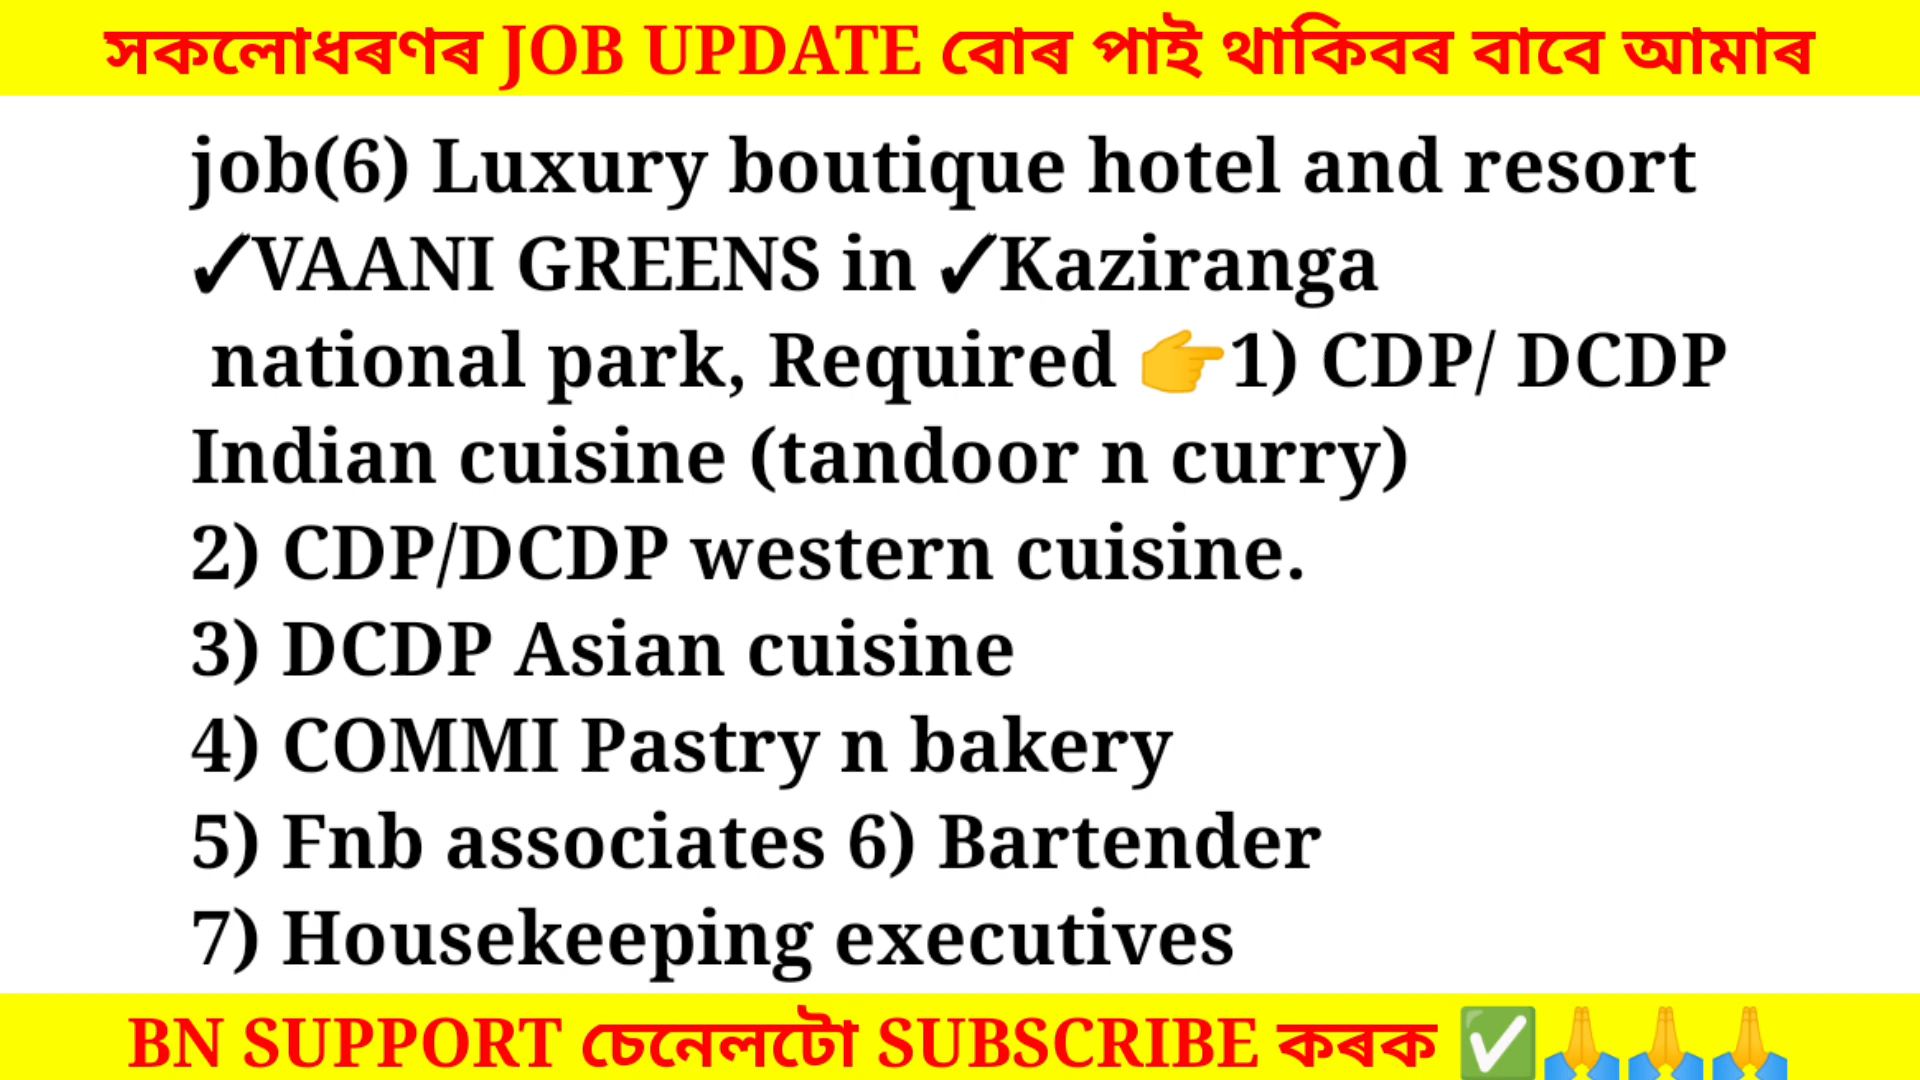 সকলোধৰণৰ JOB UPDATE বোৰ পাই থাকিবৰ বাবে আমাৰ
job(6) Luxury boutique hotel and resort
✓VAANI GREENS in ✓Kaziranga
national park, Required 👉1) CDP/ DCDP
Indian cuisine (tandoor n curry)
2) CDP/DCDP western cuisine.
3) DCDP Asian cuisine
4) COMMI Pastry n bakery
5) Fnb associates 6) Bartender
7) Housekeeping executives
BN SUPPORT চেনেলটো SUBSCRIBE কৰক ✅🙏🙏🙏